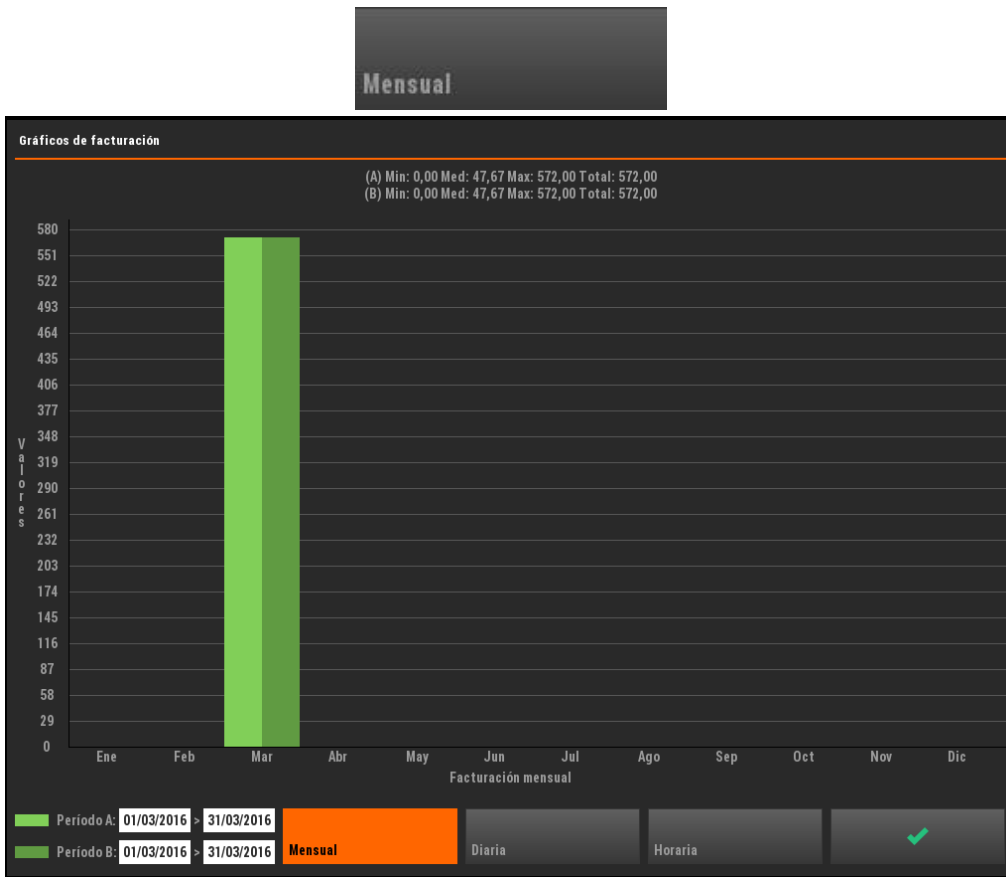 Mensual
Gráficos de facturación
(A) Min: 0,00 Med: 47,67 Max: 572,00 Total: 572,00
(B) Min: 0,00 Med: 47,67 Max: 572,00 Total: 572,00
580
551
522
493
464
435
406
377
348
319
290
261
232
203
174
145
116
87
58
29
0
Valores
Ene Feb Mar Abr May Jun Jul Ago Sep Oct Nov Dic
Facturación mensual
Período A: 01/03/2016 > 31/03/2016
Período B: 01/03/2016 > 31/03/2016
Mensual
Diaria
Horaria